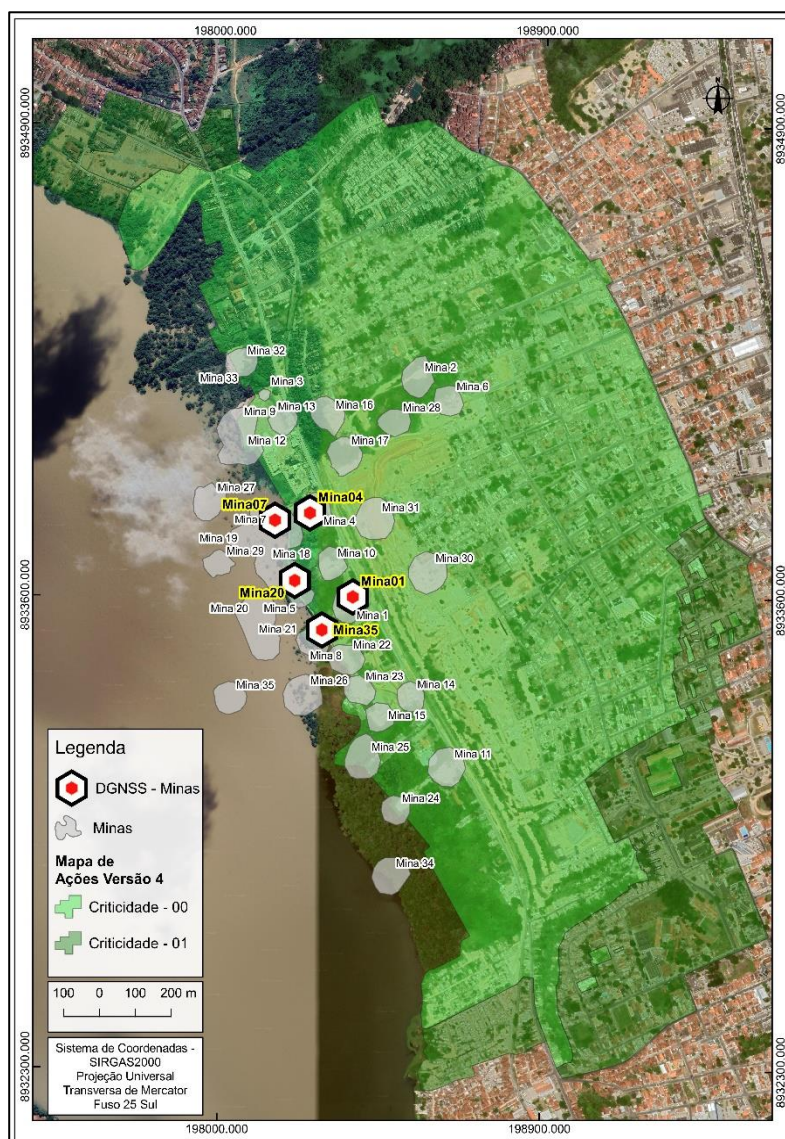 198000.000
198900.000
N
8934900.000
8934900.000
Mina 32
Mina 33
Mina 3
Mina 2
Mina 6
Mina 9
Mina 13
Mina 16
Mina 28
Mina 12
Mina 17
Mina 27
Mina07
Mina04
Mina 7
Mina 4
Mina 31
Mina 19
Mina 29
Mina 18
Mina 10
Mina 30
Mina20
Mina01
8933600.000
8933600.000
Mina 20
Mina 5
Mina 1
Mina 21
Mina35
Mina 22
Mina 8
Mina 35
Mina 26
Mina 23
Mina 14
Mina 15
Mina 25
Mina 11
Mina 24
Mina 34
Legenda
DGNSS - Minas
Minas
Mapa de
Ações Versão 4
Criticidade - 00
Criticidade - 01
100 0 100 200 m
Sistema de Coordenadas -
SIRGAS2000
Projeção Universal
Transversa de Mercator
Fuso 25 Sul
8932300.000
8932300.000
198000.000
198900.000